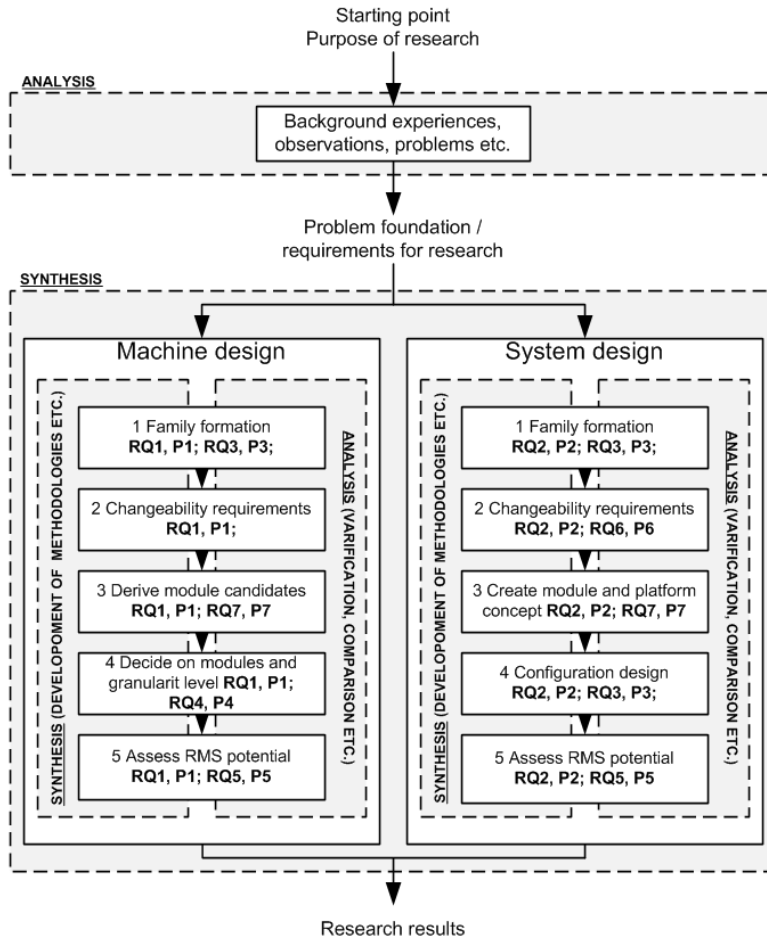 Starting point
Purpose of research
ANALYSIS
Background experiences,
observations, problems etc.
Problem foundation /
requirements for research
SYNTHESIS
Machine design
SYNTHESIS (DEVELOPOMENT OF METHODOLOGIES ETC.)
1 Family formation
RQ1, P1; RQ3, P3;
2 Changeability requirements
RQ1, P1;
3 Derive module candidates
RQ1, P1; RQ7, P7
4 Decide on modules and
granularit level RQ1, P1;
RQ4, P4
5 Assess RMS potential
RQ1, P1; RQ5, P5
ANALYSIS (VARIFICATION, COMPARISON ETC.)
System design
SYNTHESIS (DEVELOPOMENT OF METHODOLOGIES ETC.)
1 Family formation
RQ2, P2; RQ3, P3;
2 Changeability requirements
RQ2, P2; RQ6, P6
3 Create module and platform
concept RQ2, P2; RQ7, P7
4 Configuration design
RQ2, P2; RQ3, P3;
5 Assess RMS potential
RQ2, P2; RQ5, P5
ANALYSIS (VARIFICATION, COMPARISON ETC.)
Research results